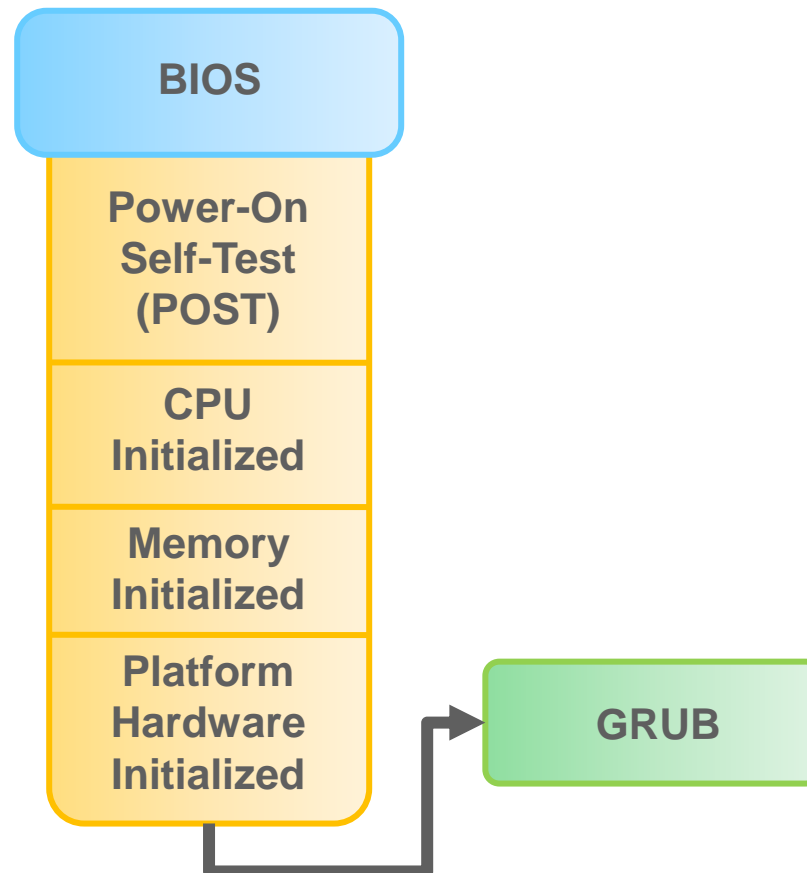 BIOS
Power-On
Self-Test
(POST)
CPU
Initialized
Memory
Initialized
Platform
Hardware
Initialized
GRUB